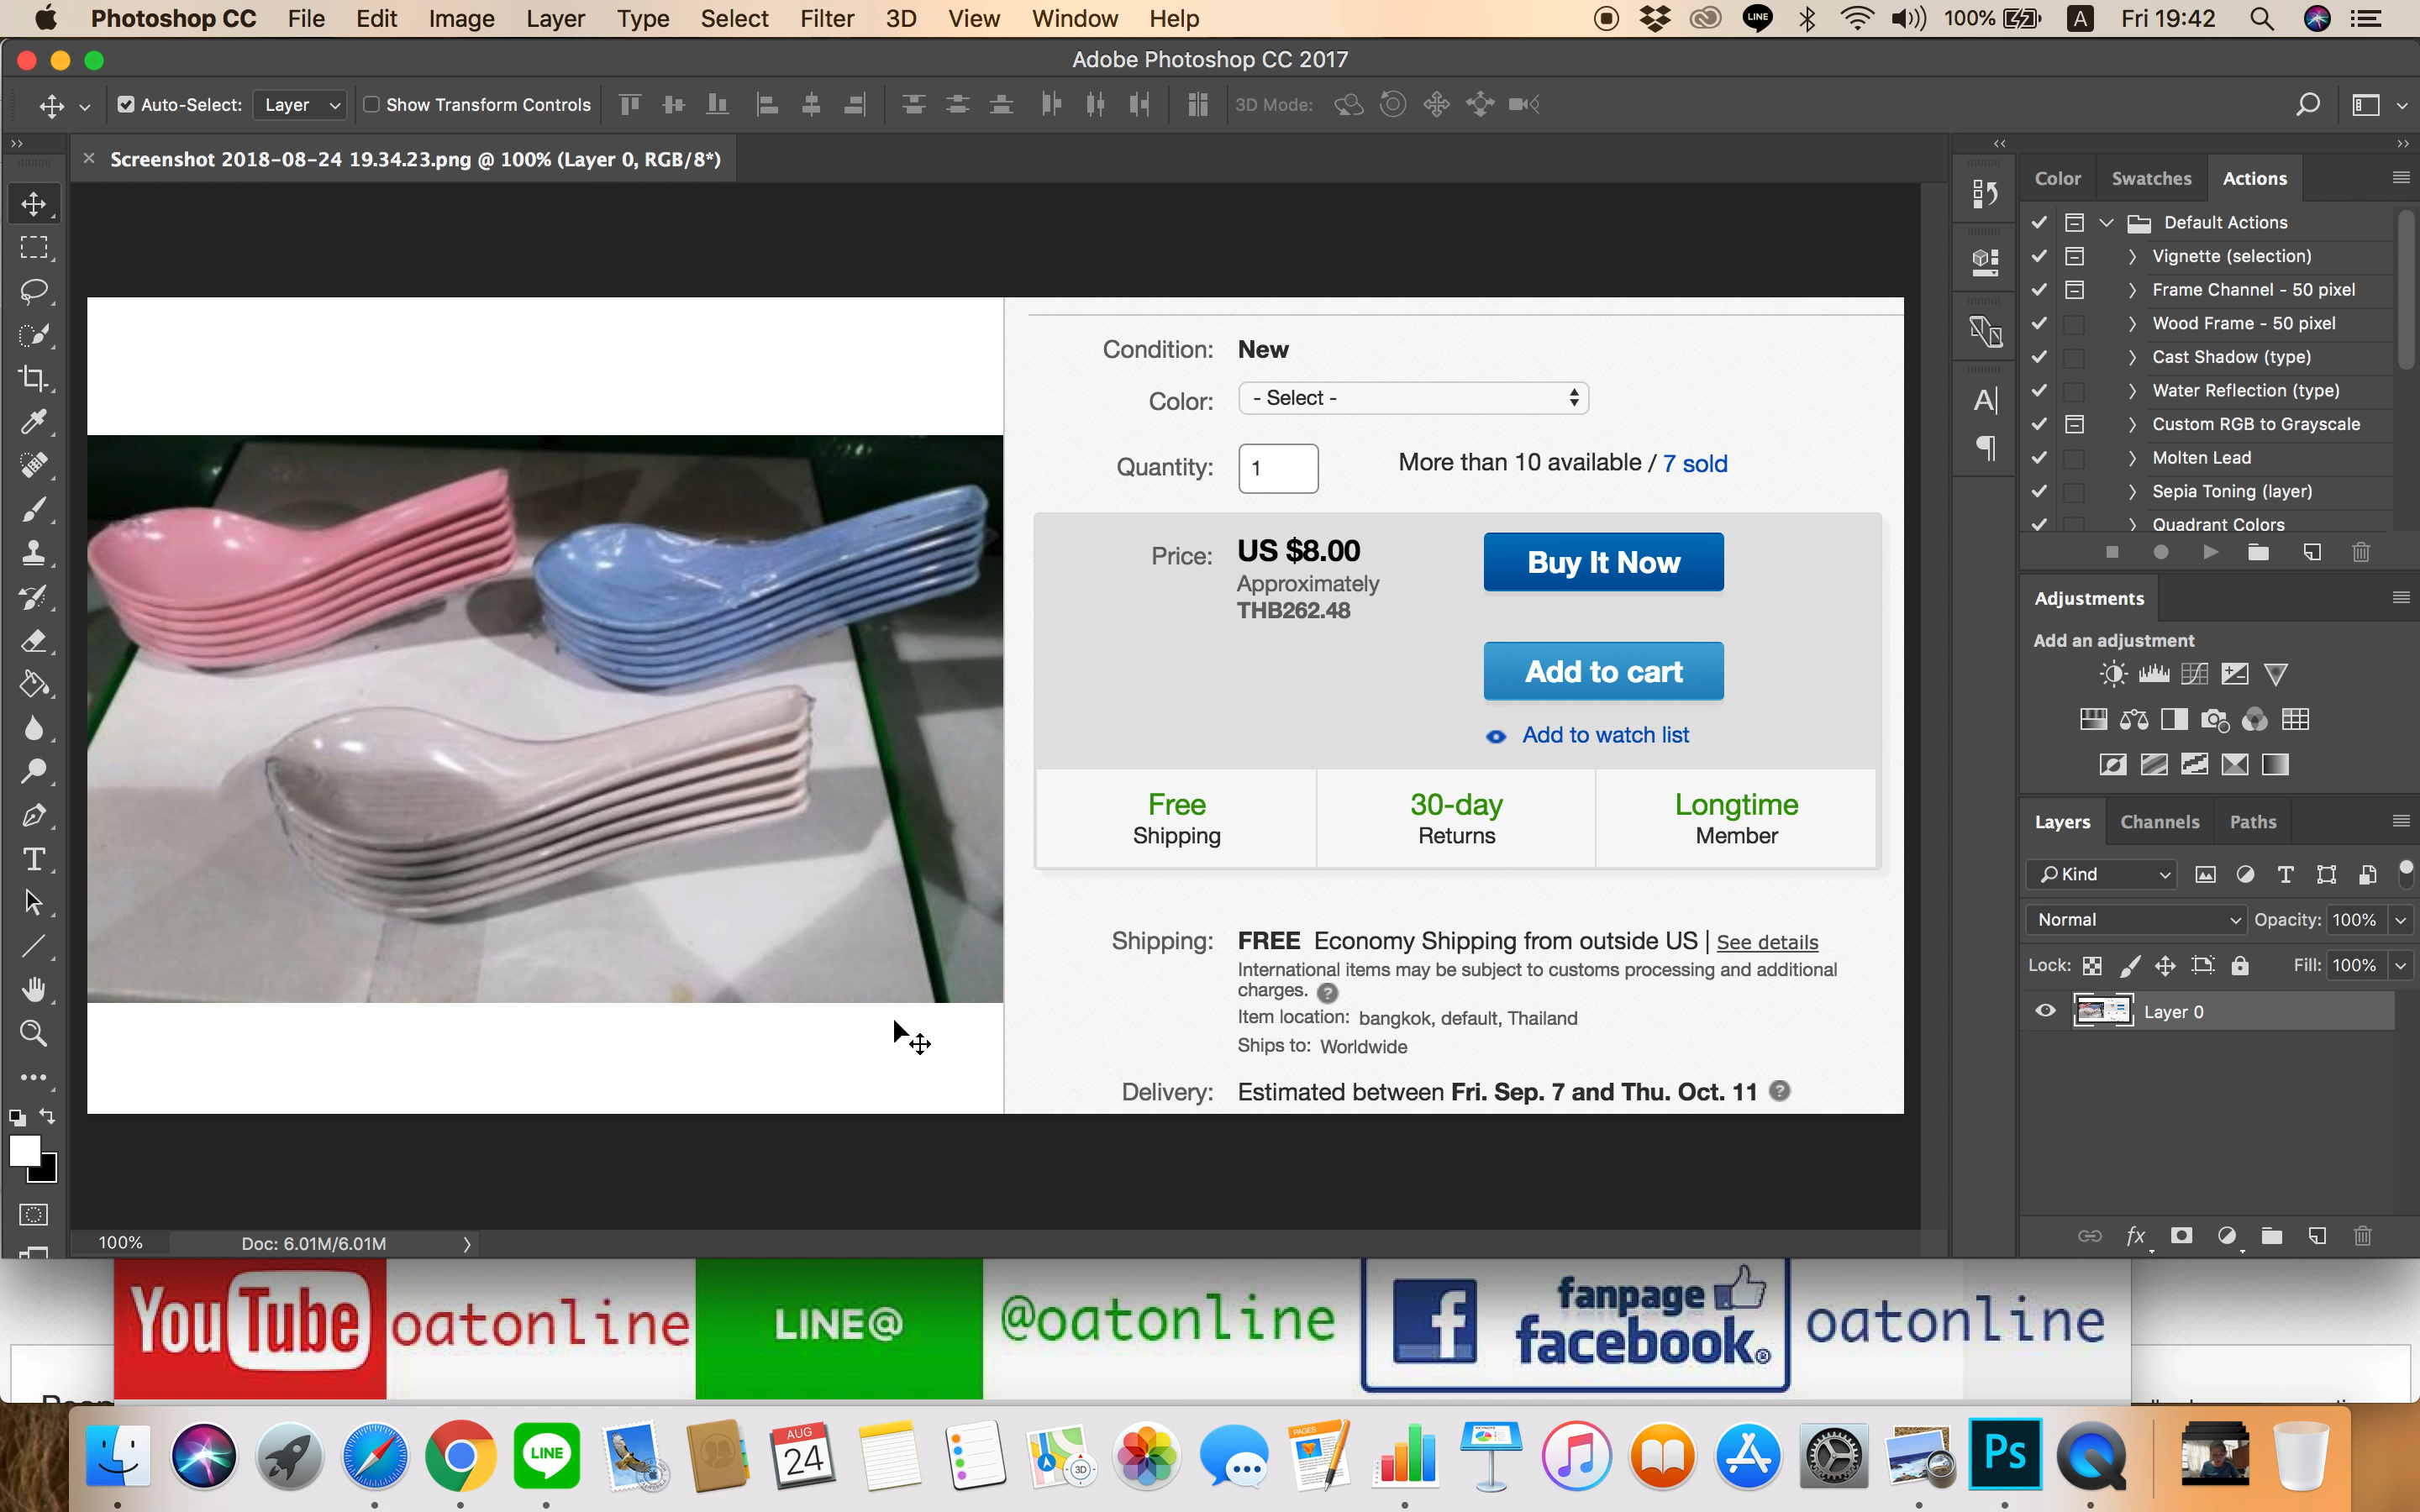 Photoshop CC File Edit Image Layer Type Select Filter 3D View Window Help LINE 100% A Fri 19:42
Adobe Photoshop CC 2017
Auto-Select: Layer Show Transform Controls 3D Mode:
× Screenshot 2018-08-24 19.34.23.png @ 100% (Layer 0, RGB/8*)
Condition: New
Color: - Select -
Quantity: 1 More than 10 available / 7 sold
Price: US $8.00
Approximately
THB262.48
Buy It Now
Add to cart
Add to watch list
Free
Shipping
30-day
Returns
Longtime
Member
Shipping: FREE Economy Shipping from outside US | See details
International items may be subject to customs processing and additional
charges. ?
Item location: bangkok, default, Thailand
Ships to: Worldwide
Delivery: Estimated between Fri. Sep. 7 and Thu. Oct. 11 ?
Color Swatches Actions
Default Actions
Vignette (selection)
Frame Channel - 50 pixel
Wood Frame - 50 pixel
Cast Shadow (type)
Water Reflection (type)
Custom RGB to Grayscale
Molten Lead
Sepia Toning (layer)
Quadrant Colors
Adjustments
Add an adjustment
Layers Channels Paths
Kind
Normal Opacity: 100%
Lock: Fill: 100%
Layer 0
fx
100% Doc: 6.01M/6.01M
YouTube oatonline LINE@ @oatonline f fanpage facebook® oatonline
LINE
AUG
24
3D
PAGES
Ps